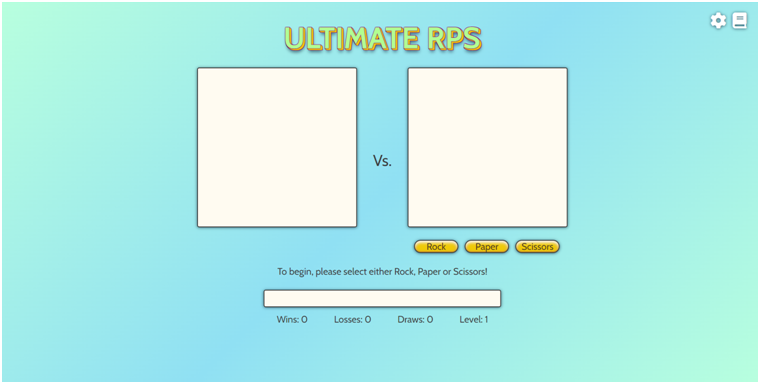 ULTIMATE RPS
Vs.
Rock Paper Scissors
To begin, please select either Rock, Paper or Scissors!
Wins: 0 Losses: 0 Draws: 0 Level: 1